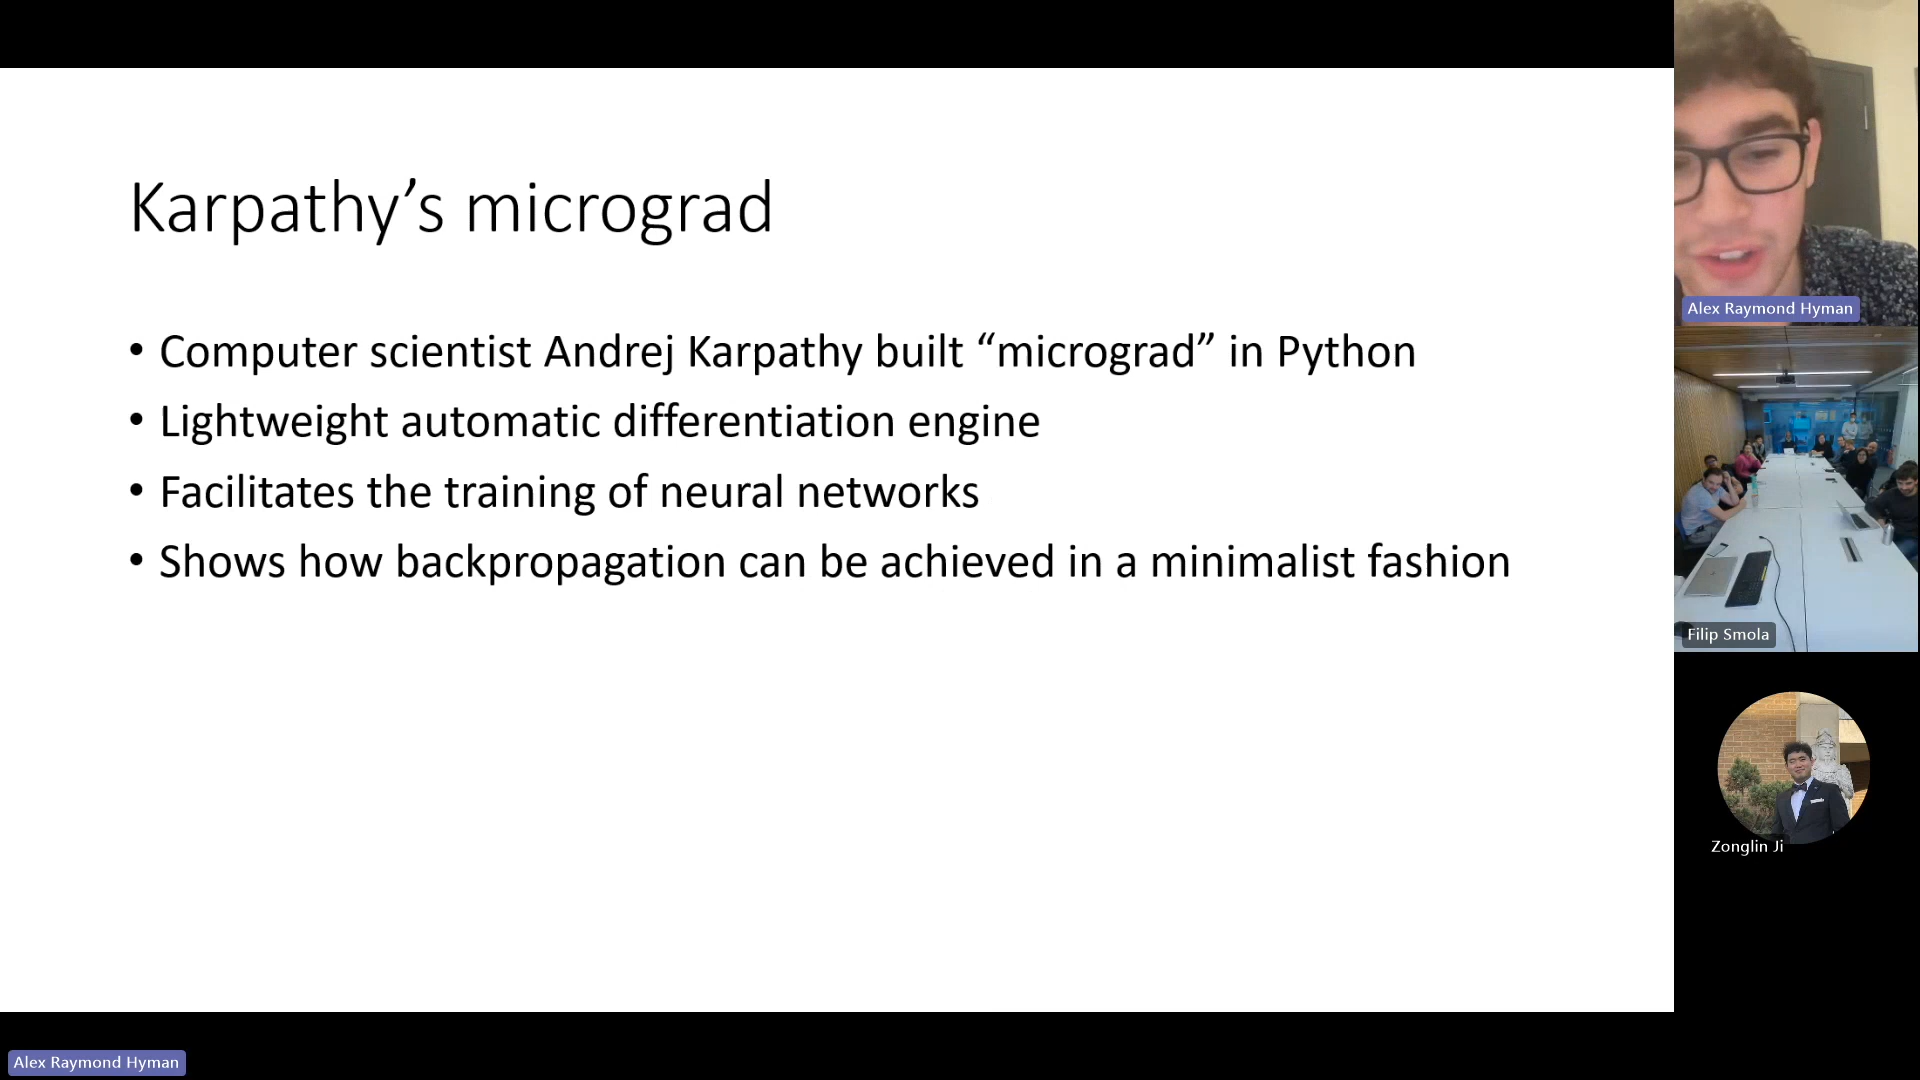 Karpathy’s micrograd
• Computer scientist Andrej Karpathy built “micrograd” in Python
• Lightweight automatic differentiation engine
• Facilitates the training of neural networks
• Shows how backpropagation can be achieved in a minimalist fashion
Alex Raymond Hyman
Filip Smola
Zonglin Ji
Alex Raymond Hyman